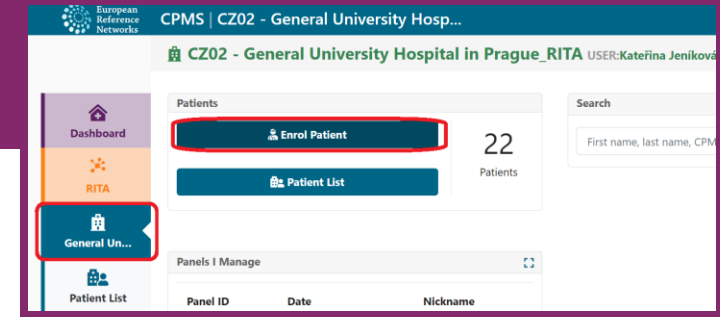 European
Reference
Networks
CPMS | CZ02 - General University Hosp...
CZ02 - General University Hospital in Prague_RITA USER:Kateřina Jeníková
Dashboard
RITA
General Un...
Patient List
Patients
Enrol Patient
Patient List
22
Patients
Search
First name, last name, CPM
Panels I Manage
Panel ID Date Nickname